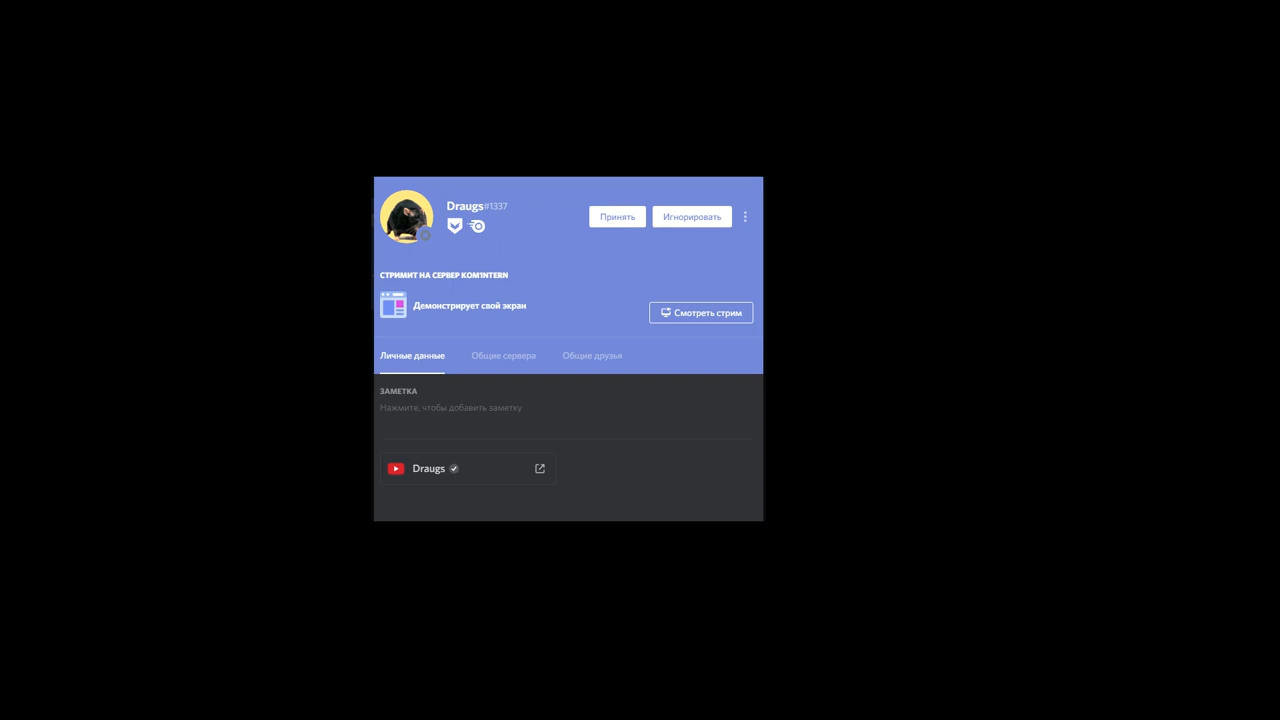 Draugs#1337
Принять
Игнорировать
СТРИМИТ НА СЕРВЕР KOM1NTERN
Демонстрирует свой экран
Смотреть стрим
Личные данные
Общие сервера
Общие друзья
ЗАМЕТКА
Нажмите, чтобы добавить заметку
Draugs